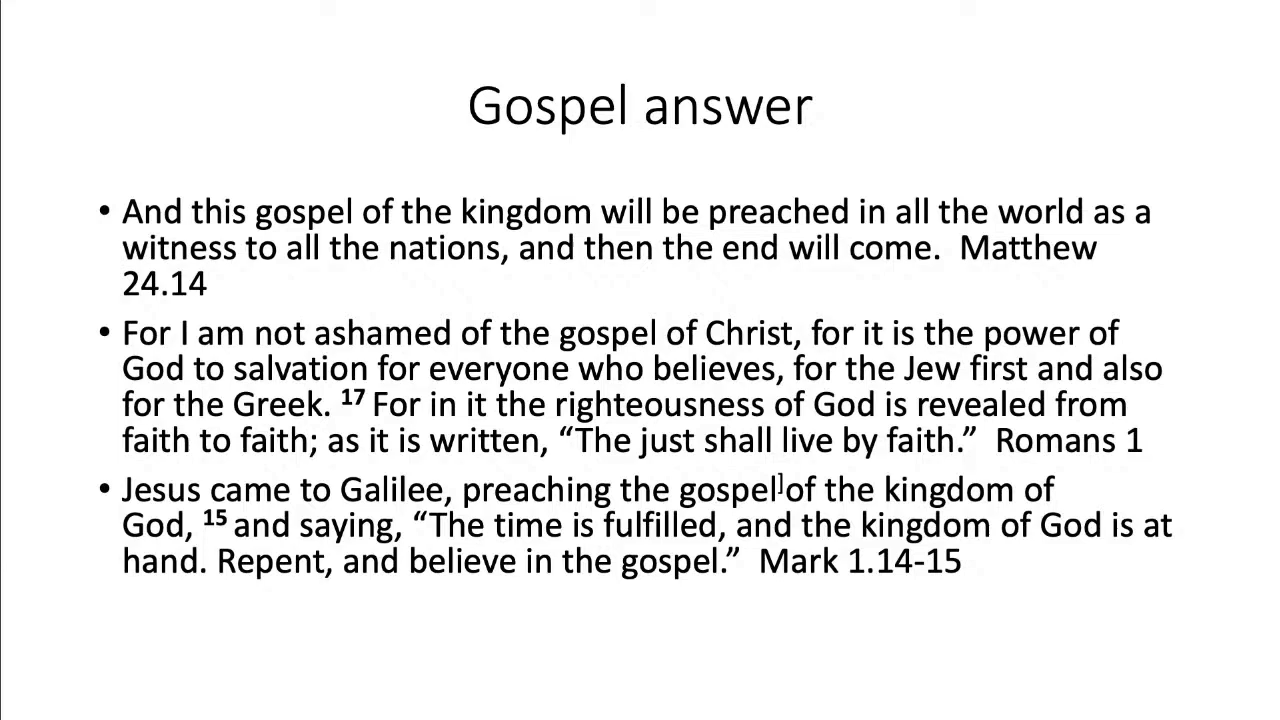 Gospel answer
• And this gospel of the kingdom will be preached in all the world as a
witness to all the nations, and then the end will come.  Matthew
24.14
• For I am not ashamed of the gospel of Christ, for it is the power of
God to salvation for everyone who believes, for the Jew first and also
for the Greek. 17 For in it the righteousness of God is revealed from
faith to faith; as it is written, “The just shall live by faith.”  Romans 1
• Jesus came to Galilee, preaching the gospel]of the kingdom of
God, 15 and saying, “The time is fulfilled, and the kingdom of God is at
hand. Repent, and believe in the gospel.”  Mark 1.14-15